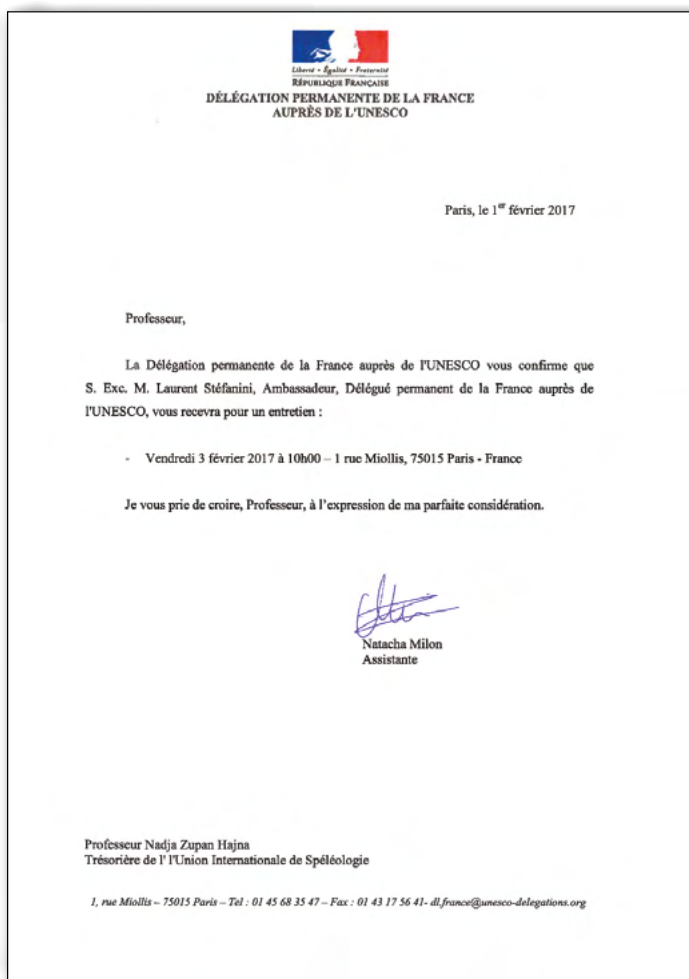 Liberté • Égalité • Fraternité
RÉPUBLIQUE FRANÇAISE
DÉLÉGATION PERMANENTE DE LA FRANCE
AUPRÈS DE L'UNESCO
Paris, le 1er février 2017
Professeur,
La Délégation permanente de la France auprès de l'UNESCO vous confirme que
S. Exc. M. Laurent Stéfanini, Ambassadeur, Délégué permanent de la France auprès de
l'UNESCO, vous recevra pour un entretien :
- Vendredi 3 février 2017 à 10h00 – 1 rue Miollis, 75015 Paris - France
Je vous prie de croire, Professeur, à l'expression de ma parfaite considération.
Natacha Milon
Assistante
Professeur Nadja Zupan Hajna
Trésorière de l' l'Union Internationale de Spéléologie
1, rue Miollis – 75015 Paris – Tel : 01 45 68 35 47 – Fax : 01 43 17 56 41- dl.france@unesco-delegations.org